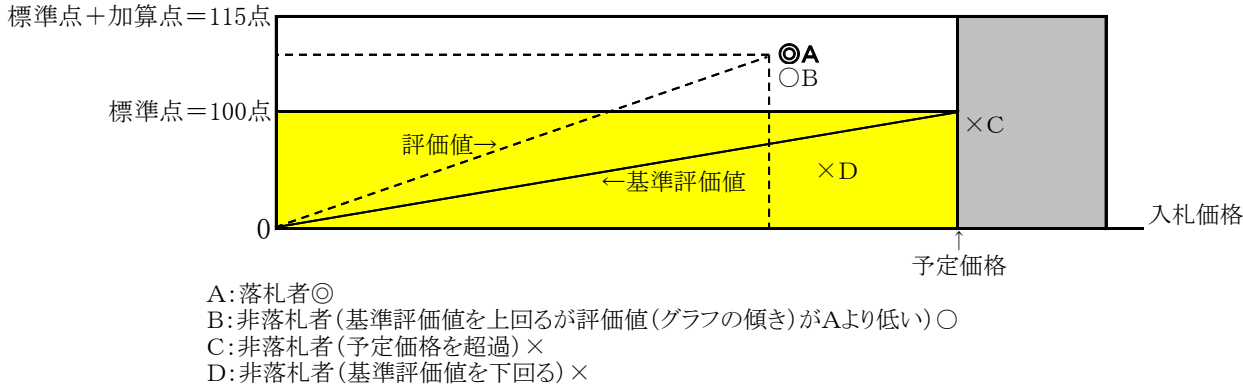 標準点＋加算点＝115点
◎A
○B
標準点＝100点
×C
評価値→
×D
←基準評価値
0
入札価格
↑
予定価格
A：落札者◎
B：非落札者（基準評価値を上回るが評価値（グラフの傾き）がAより低い）○
C：非落札者（予定価格を超過）×
D：非落札者（基準評価値を下回る）×